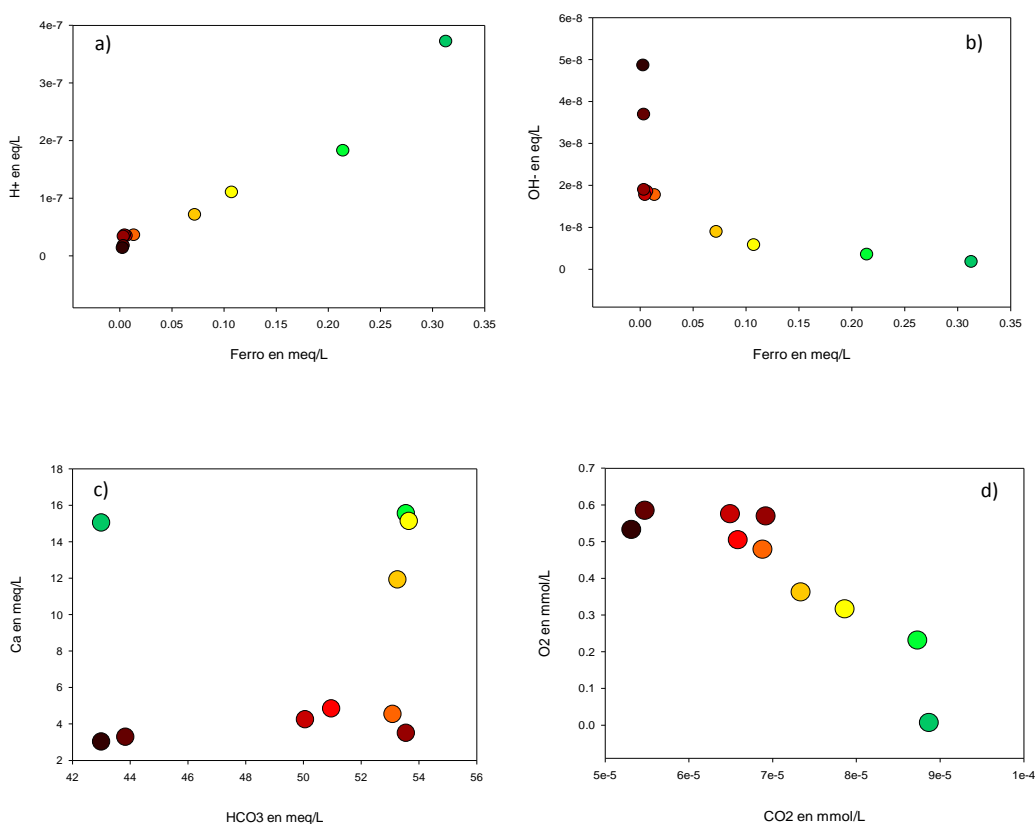 a)
4e-7
3e-7
2e-7
1e-7
0
H+ en eq/L
0.00 0.05 0.10 0.15 0.20 0.25 0.30 0.35
Ferro en meq/L
b)
6e-8
5e-8
4e-8
3e-8
2e-8
1e-8
0
OH- en eq/L
0.00 0.05 0.10 0.15 0.20 0.25 0.30 0.35
Ferro en meq/L
c)
18
16
14
12
10
8
6
4
2
Ca en meq/L
42 44 46 48 50 52 54 56
HCO3 en meq/L
d)
0.7
0.6
0.5
0.4
0.3
0.2
0.1
0.0
O2 en mmol/L
5e-5 6e-5 7e-5 8e-5 9e-5 1e-4
CO2 en mmol/L